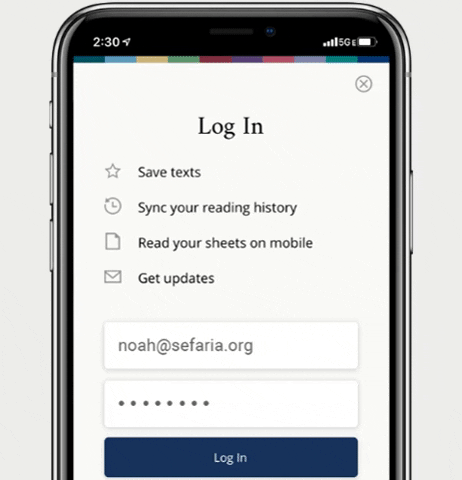 2:30
5GE
Log In
Save texts
Sync your reading history
Read your sheets on mobile
Get updates
noah@sefaria.org
••••••••
Log In